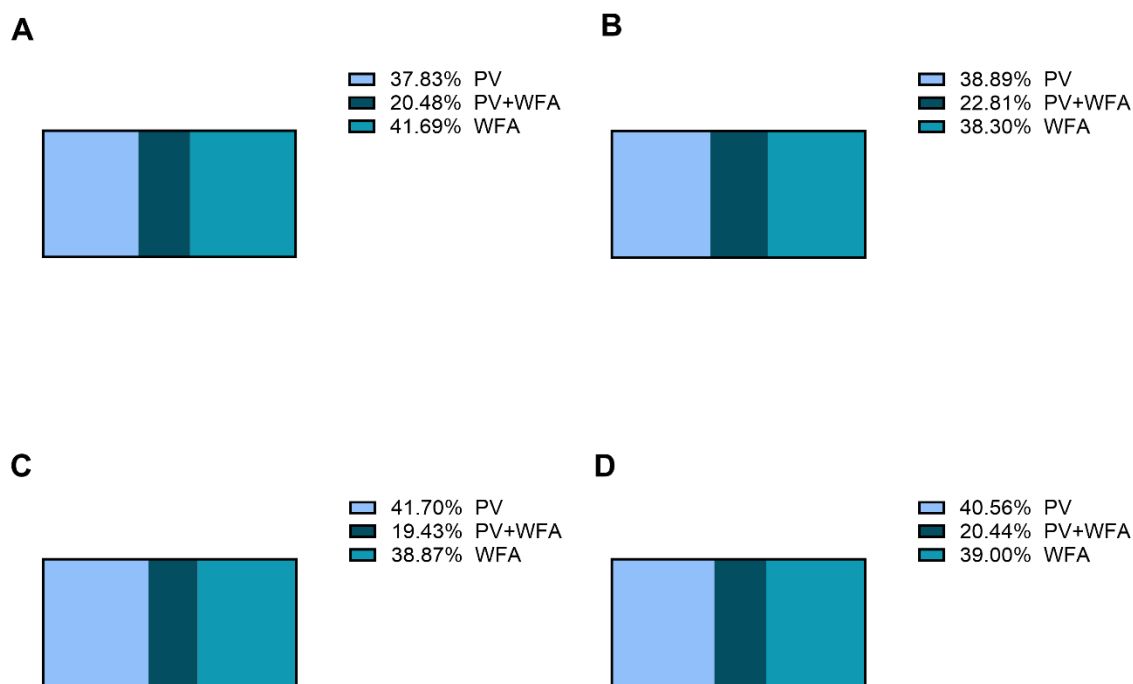 A
37.83% PV
20.48% PV+WFA
41.69% WFA
B
38.89% PV
22.81% PV+WFA
38.30% WFA
C
41.70% PV
19.43% PV+WFA
38.87% WFA
D
40.56% PV
20.44% PV+WFA
39.00% WFA